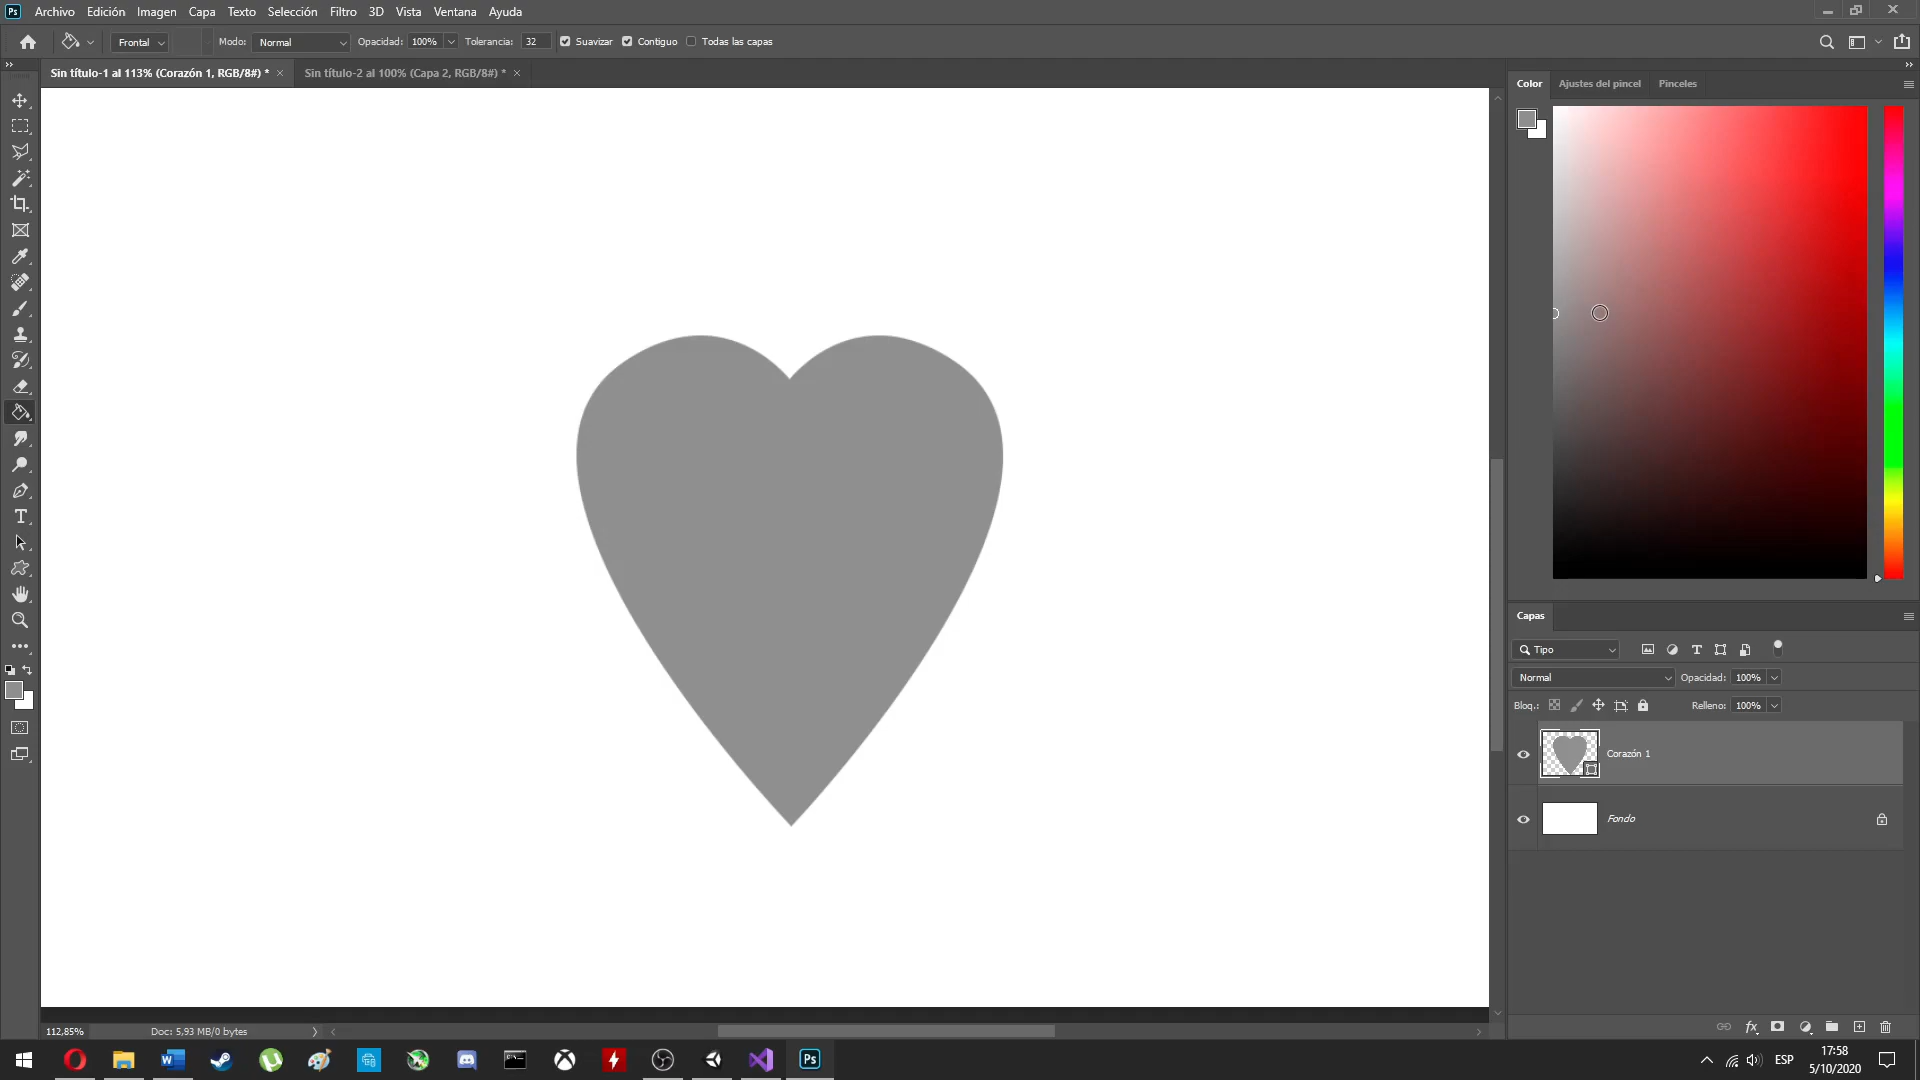 Ps Archivo Edición Imagen Capa Texto Selección Filtro 3D Vista Ventana Ayuda
Frontal Modo: Normal Opacidad: 100% Tolerancia: 32 Suavizar Contiguo Todas las capas
Sin título-1 al 113% (Corazón 1, RGB/8#) * × Sin título-2 al 100% (Capa 2, RGB/8#) * ×
Color Ajustes del pincel Pinceles
Capas
Tipo
Normal Opacidad: 100%
Bloq.: Relleno: 100%
Corazón 1
Fondo
112,85% Doc: 5,93 MB/0 bytes
fx
Ps ESP 17:58
5/10/2020